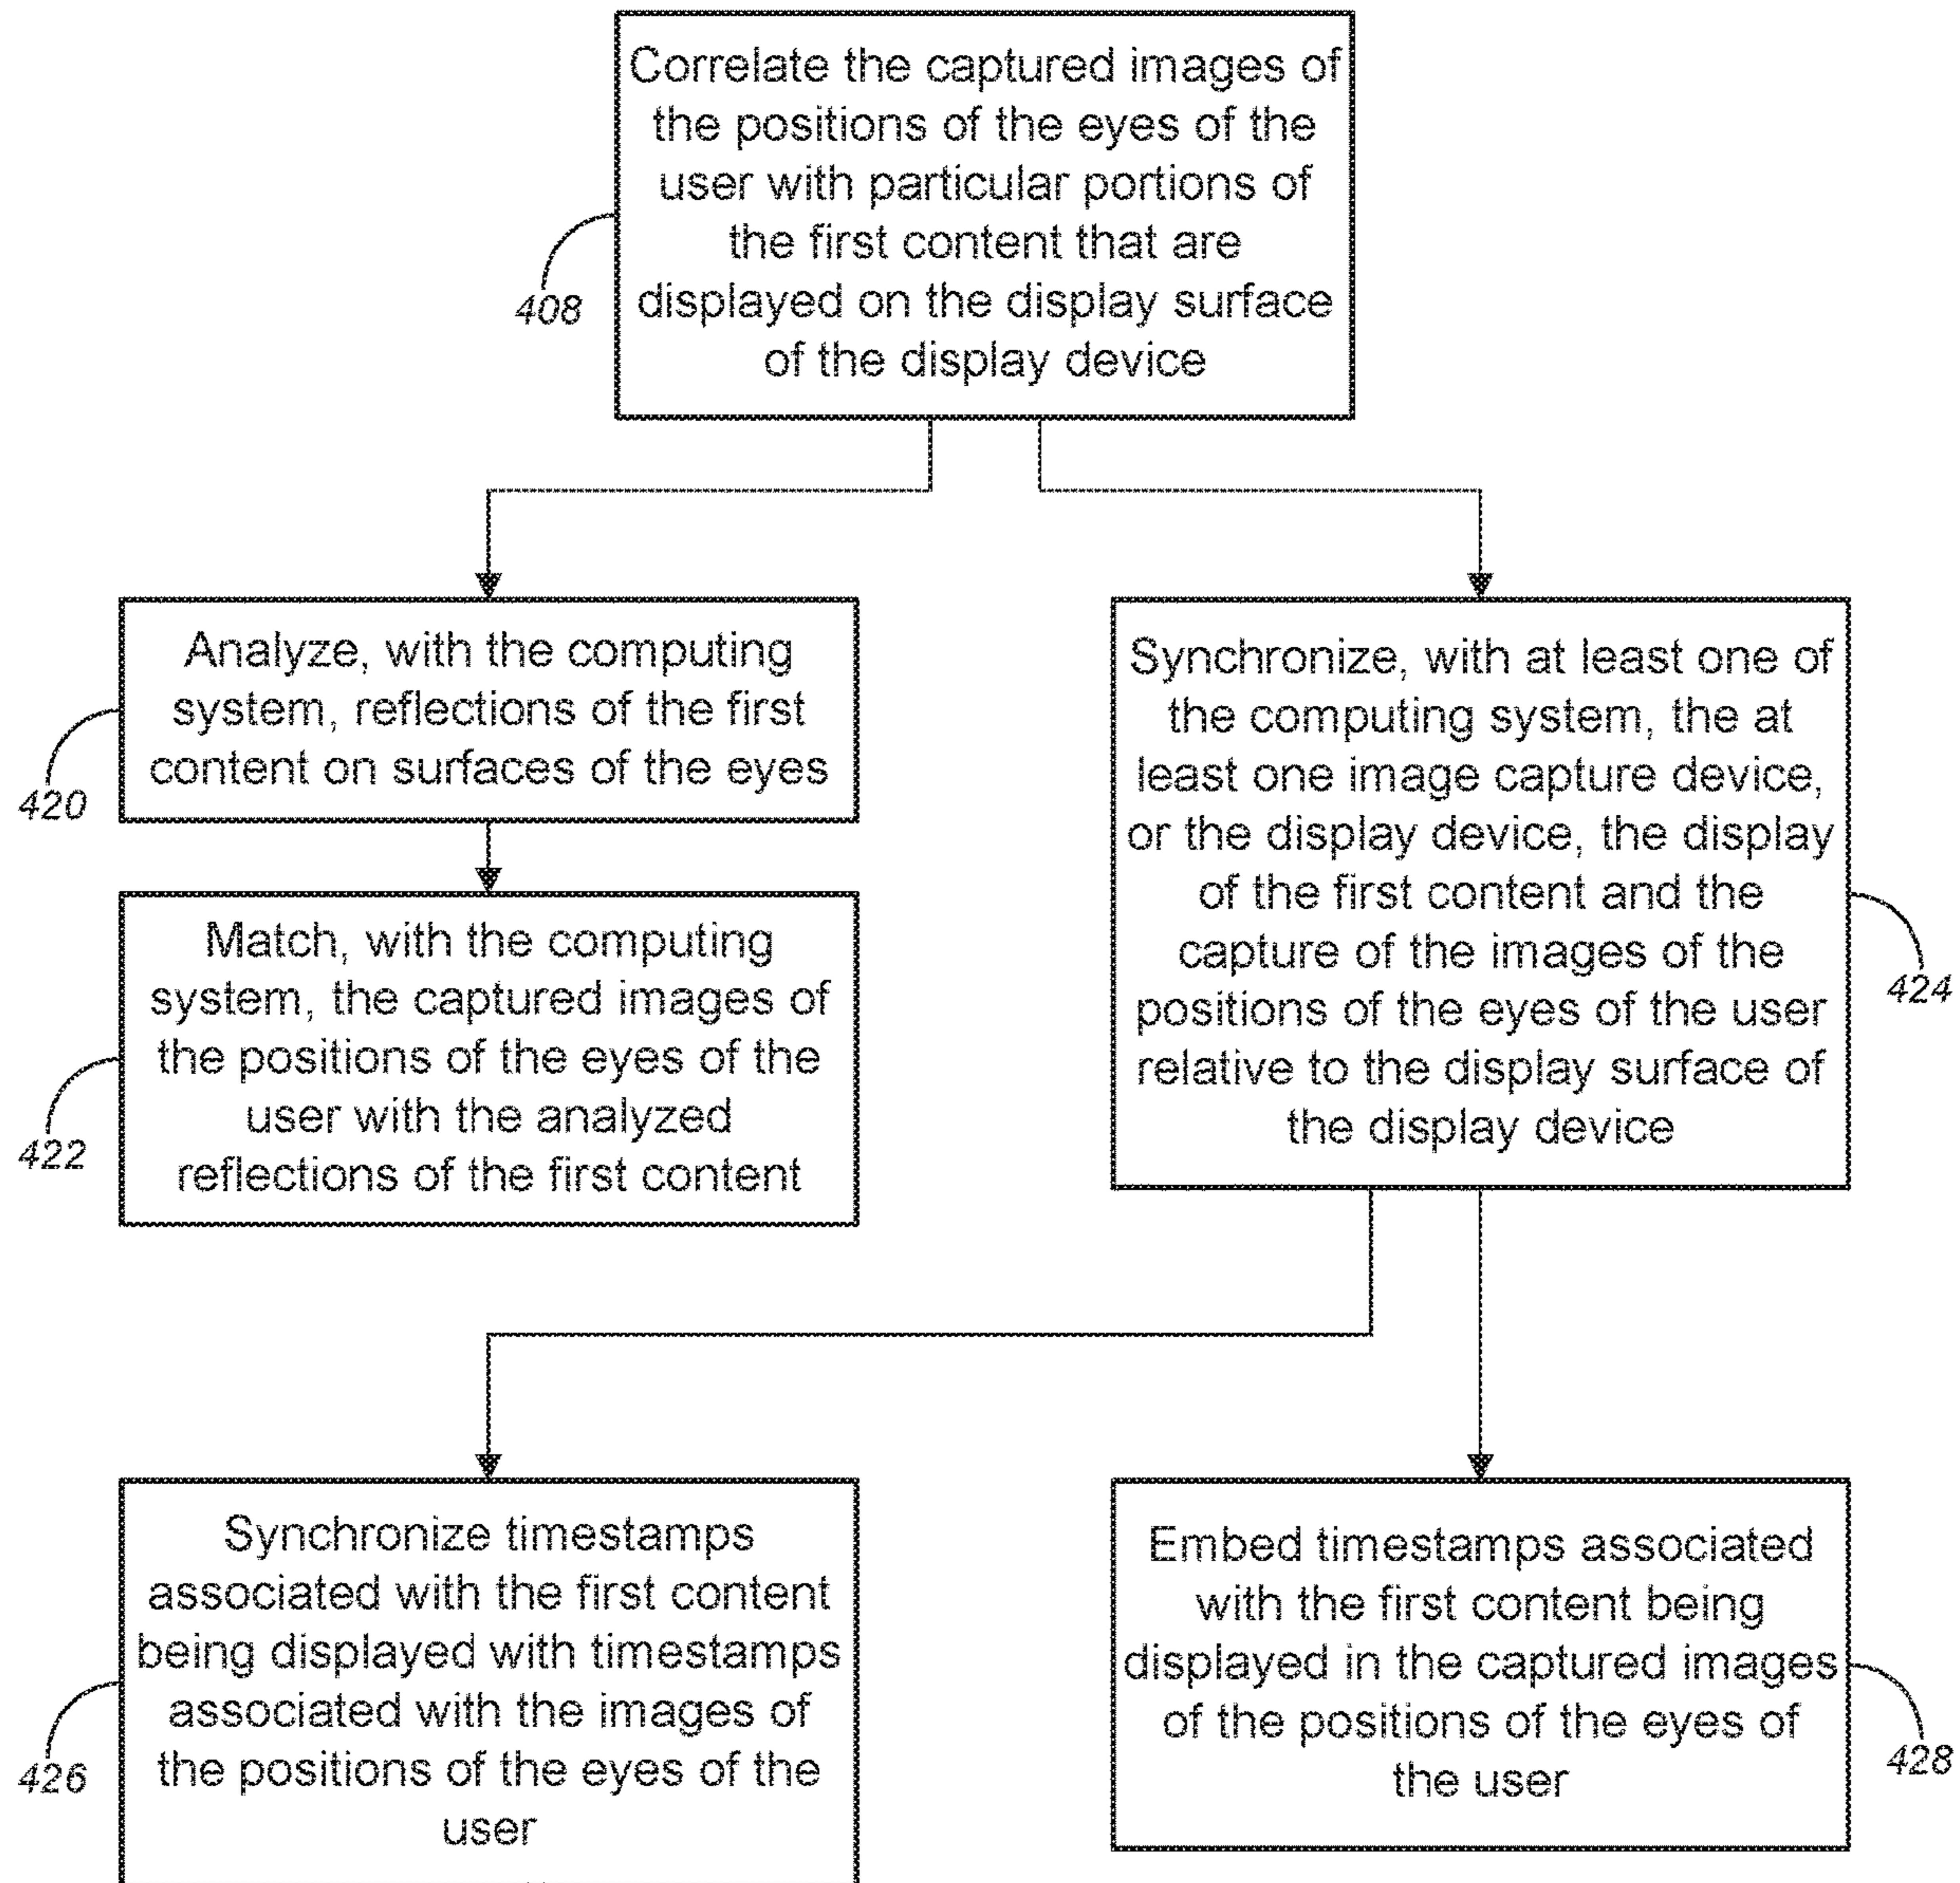 Correlate the captured images of
the positions of the eyes of the
user with particular portions of
the first content that are
displayed on the display surface
of the display device
408
Analyze, with the computing
system, reflections of the first
content on surfaces of the eyes
420
Match, with the computing
system, the captured images of
the positions of the eyes of the
user with the analyzed
reflections of the first content
422
Synchronize, with at least one of
the computing system, the at
least one image capture device,
or the display device, the display
of the first content and the
capture of the images of the
positions of the eyes of the user
relative to the display surface of
the display device
424
Synchronize timestamps
associated with the first content
being displayed with timestamps
associated with the images of
the positions of the eyes of the
user
426
Embed timestamps associated
with the first content being
displayed in the captured images
of the positions of the eyes of
the user
428